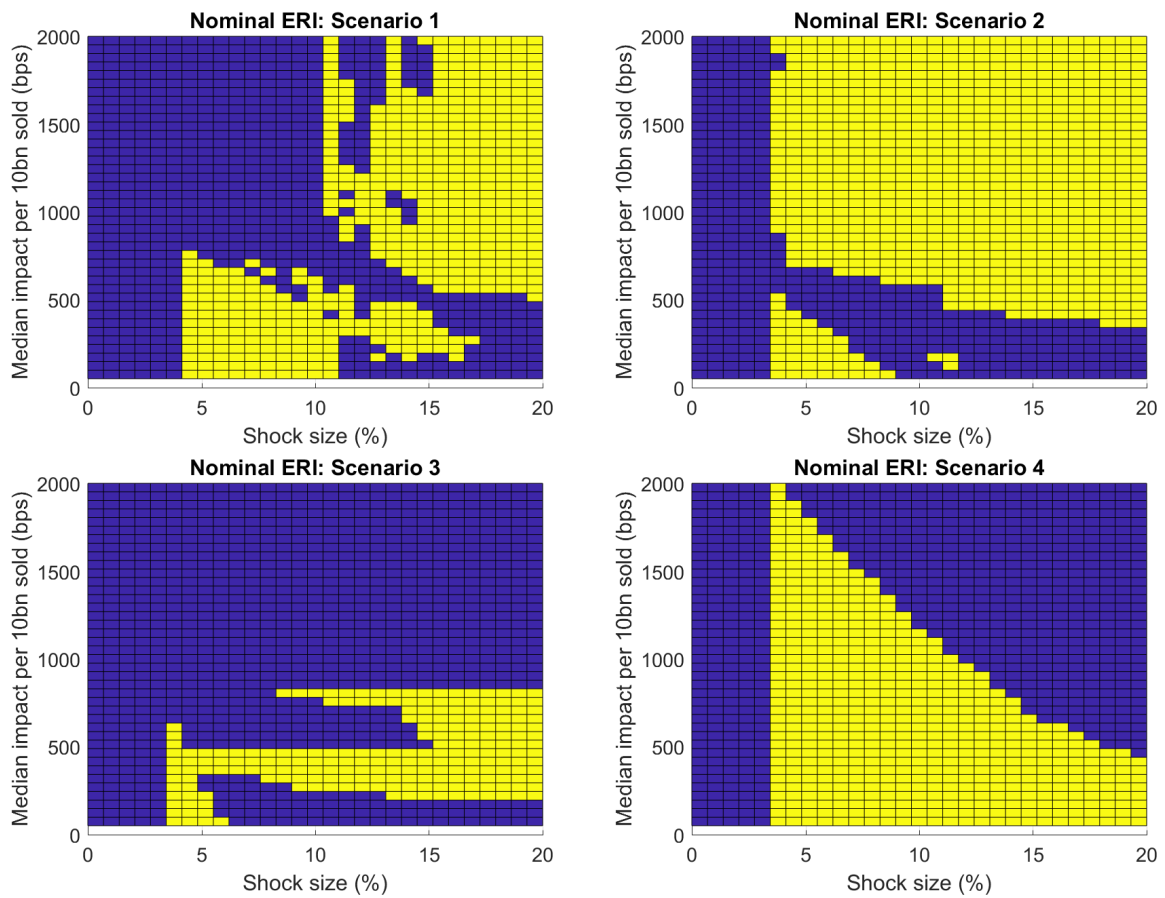 Nominal ERI: Scenario 1
Median impact per 10bn sold (bps)
2000
1500
1000
500
0
0 5 10 15 20
Shock size (%)
Nominal ERI: Scenario 2
Median impact per 10bn sold (bps)
2000
1500
1000
500
0
0 5 10 15 20
Shock size (%)
Nominal ERI: Scenario 3
Median impact per 10bn sold (bps)
2000
1500
1000
500
0
0 5 10 15 20
Shock size (%)
Nominal ERI: Scenario 4
Median impact per 10bn sold (bps)
2000
1500
1000
500
0
0 5 10 15 20
Shock size (%)